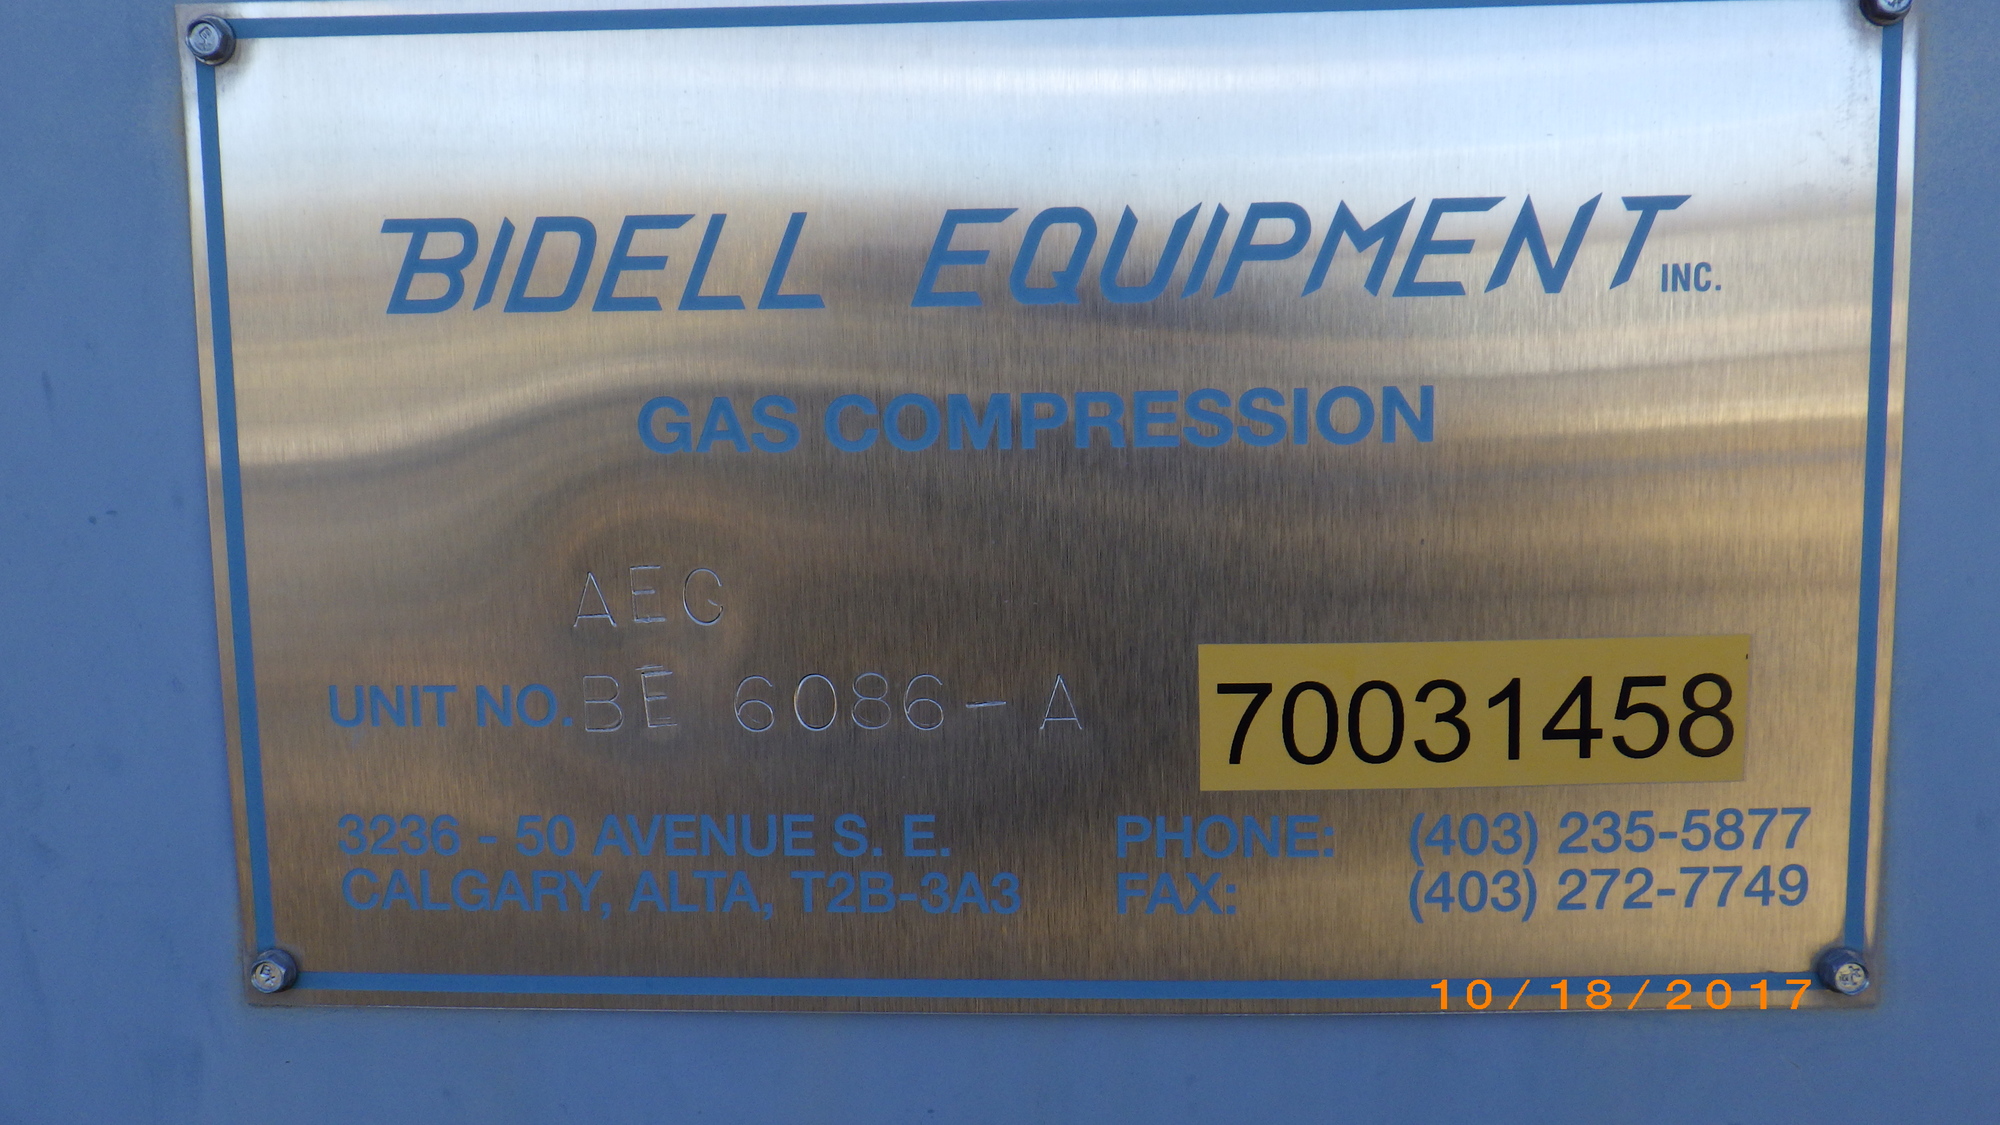 BIDELL EQUIPMENT INC.
GAS COMPRESSION
AEG
UNIT NO. BE 6086-A
70031458
3236 - 50 AVENUE S. E.
CALGARY, ALTA, T2B-3A3
PHONE: (403) 235-5877
FAX: (403) 272-7749
10/18/2017